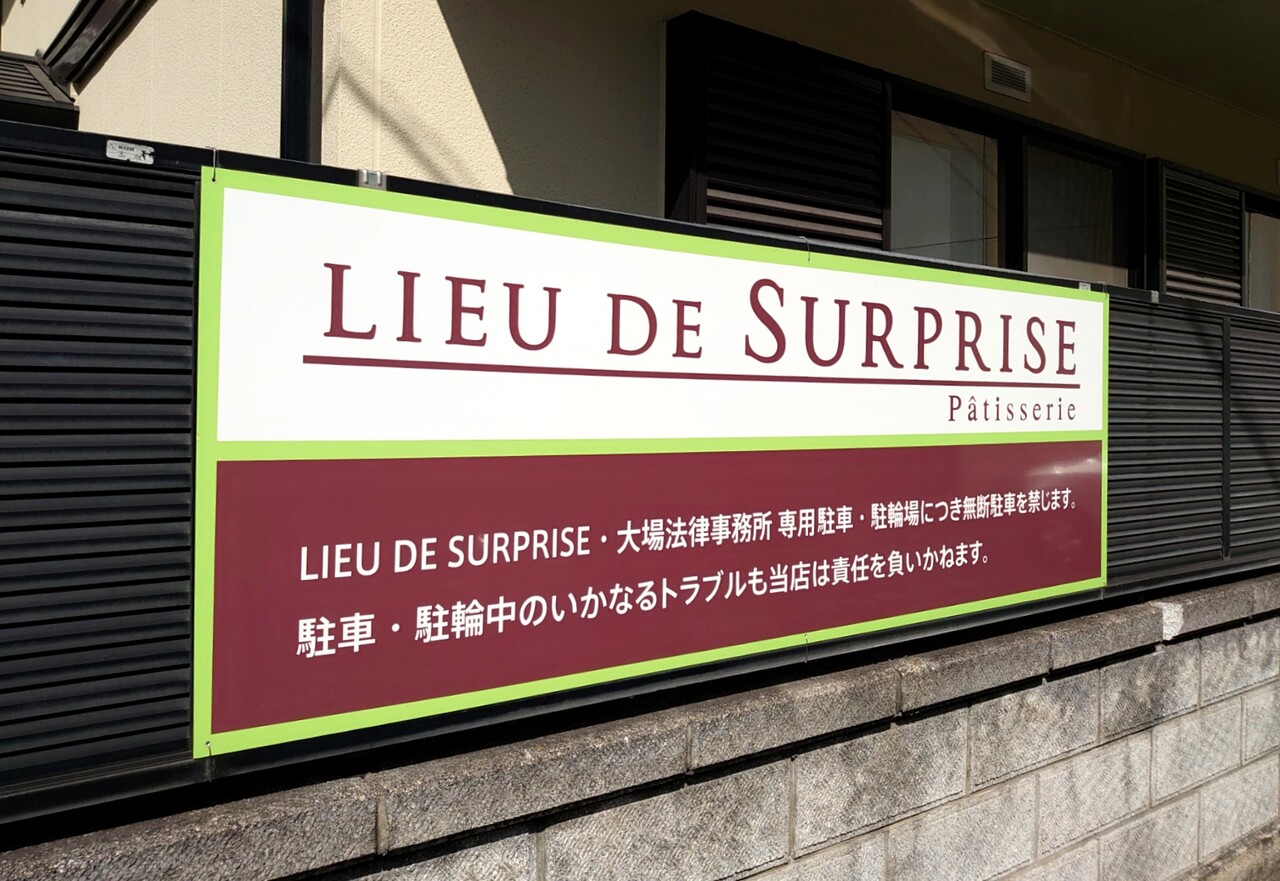 LIEU DE SURPRISE
Pâtisserie
LIEU DE SURPRISE・大場法律事務所 専用駐車・駐輪場につき無断駐車を禁じます。
駐車・駐輪中のいかなるトラブルも当店は責任を負いかねます。